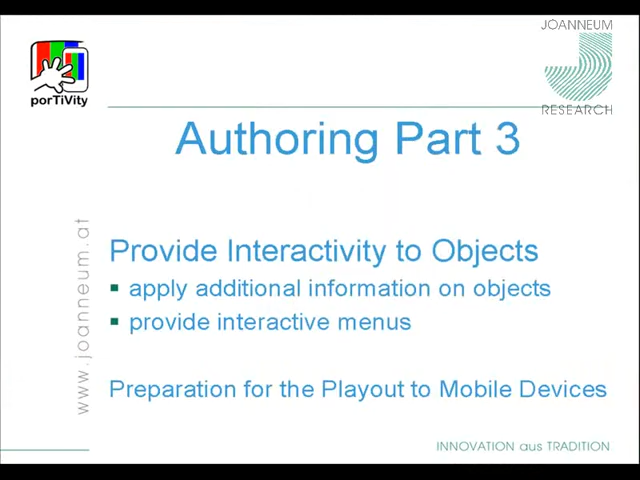 JOANNEUM
RESEARCH
porTiVity
Authoring Part 3
www.joanneum.at
Provide Interactivity to Objects
apply additional information on objects
provide interactive menus
Preparation for the Playout to Mobile Devices
INNOVATION aus TRADITION